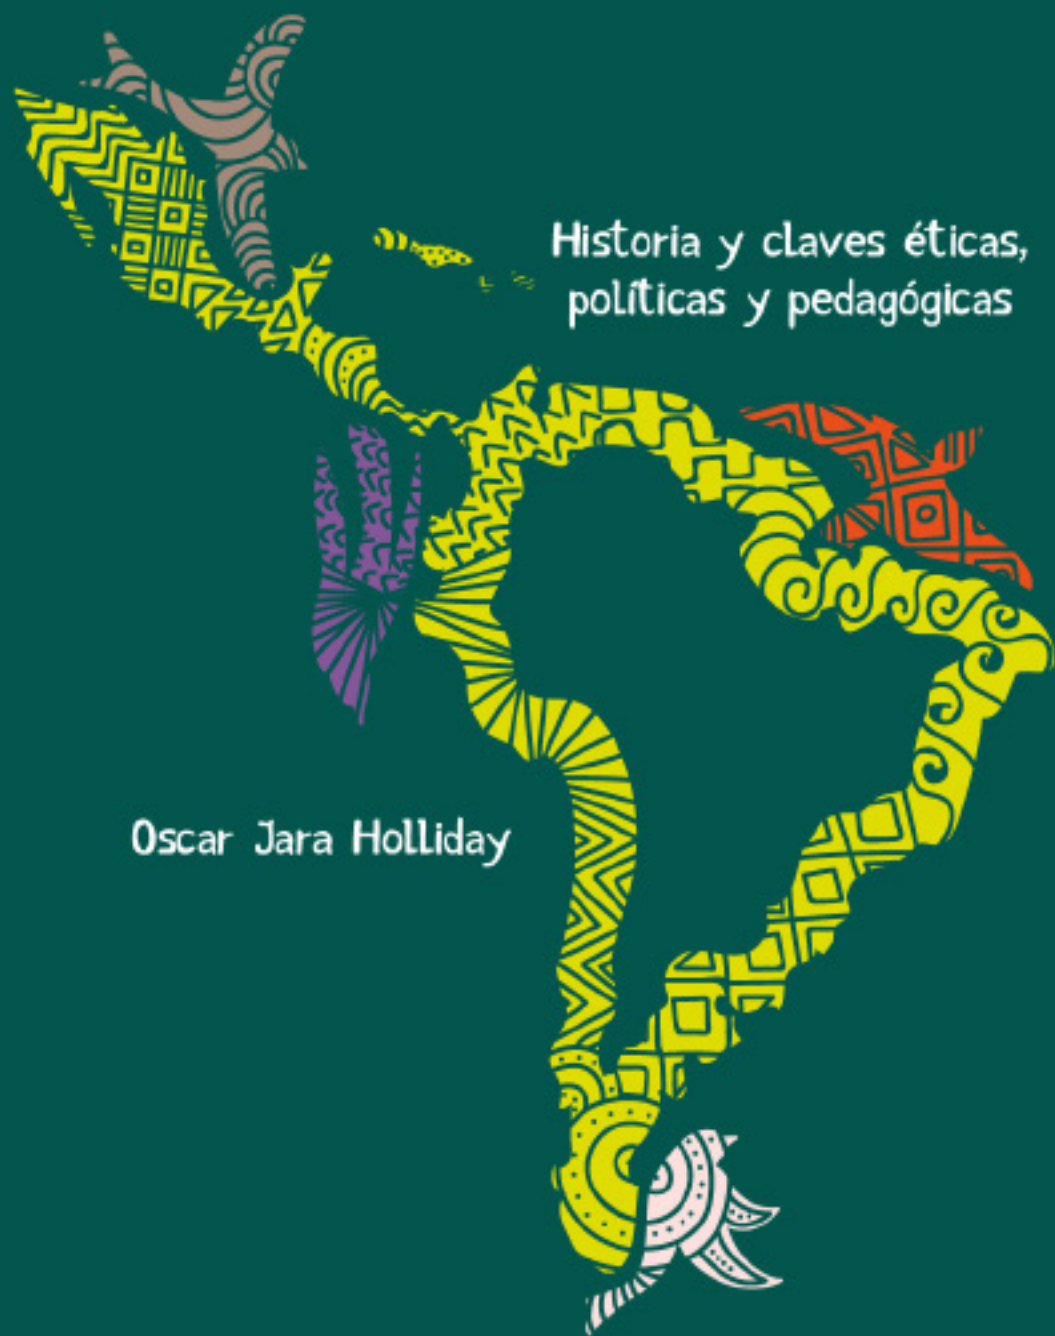 Historia y claves éticas,
políticas y pedagógicas
Oscar Jara Holliday